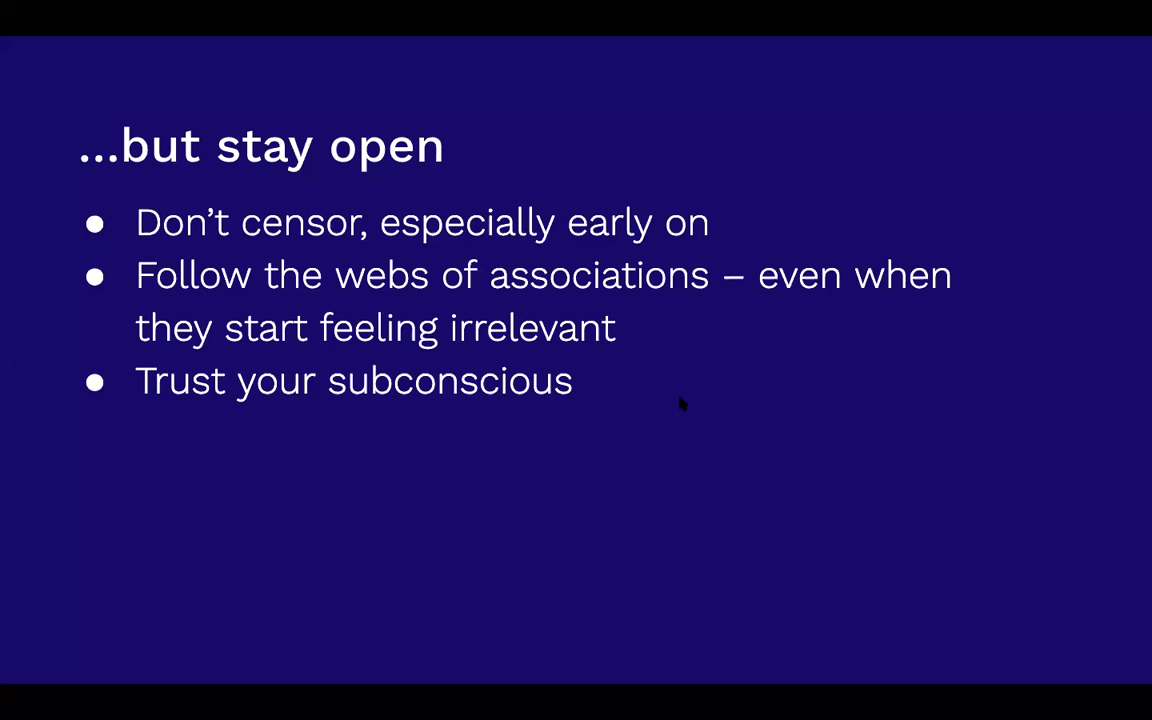 ...but stay open
● Don’t censor, especially early on
● Follow the webs of associations – even when
they start feeling irrelevant
● Trust your subconscious